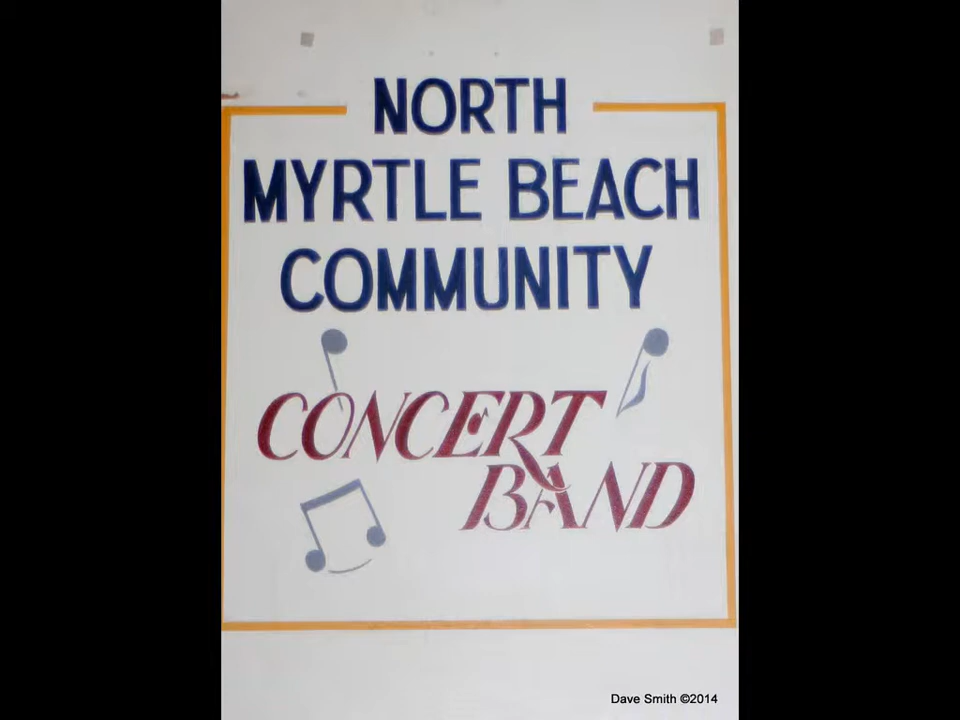 NORTH
MYRTLE BEACH
COMMUNITY
CONCERT
BAND
Dave Smith ©2014